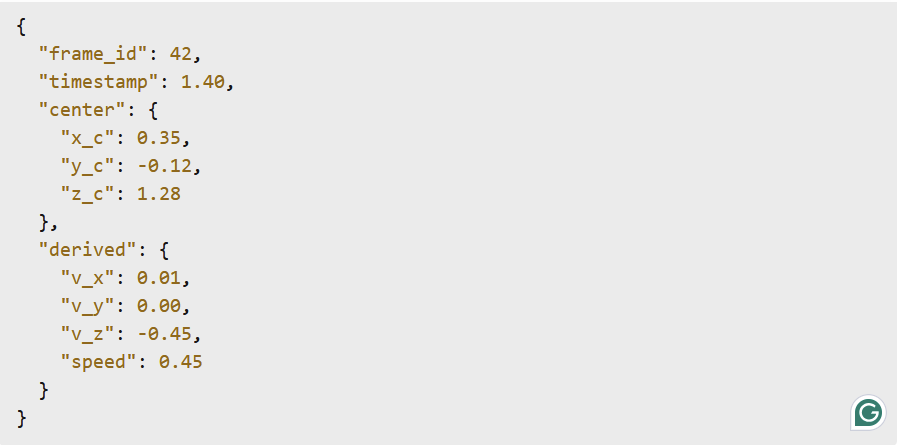 {
  "frame_id": 42,
  "timestamp": 1.40,
  "center": {
    "x_c": 0.35,
    "y_c": -0.12,
    "z_c": 1.28
  },
  "derived": {
    "v_x": 0.01,
    "v_y": 0.00,
    "v_z": -0.45,
    "speed": 0.45
  }
}